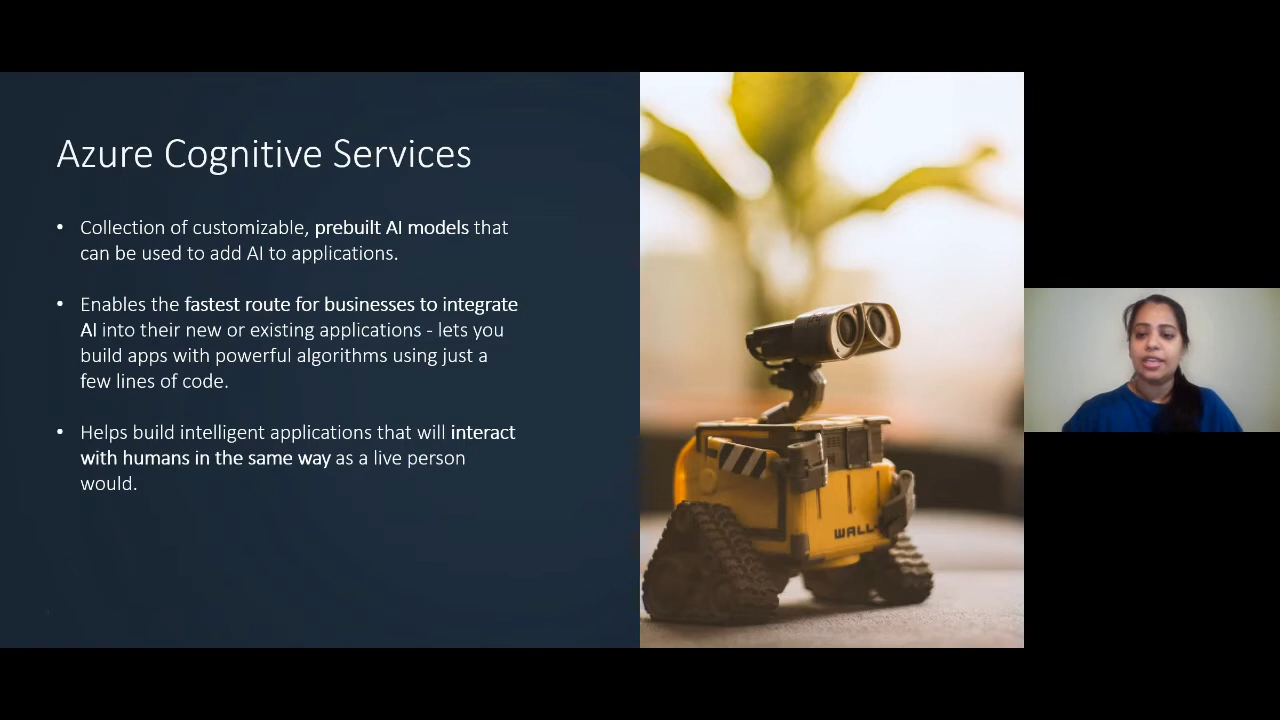 Azure Cognitive Services
• Collection of customizable, prebuilt AI models that
can be used to add AI to applications.
• Enables the fastest route for businesses to integrate
AI into their new or existing applications - lets you
build apps with powerful algorithms using just a
few lines of code.
• Helps build intelligent applications that will interact
with humans in the same way as a live person
would.
WALL